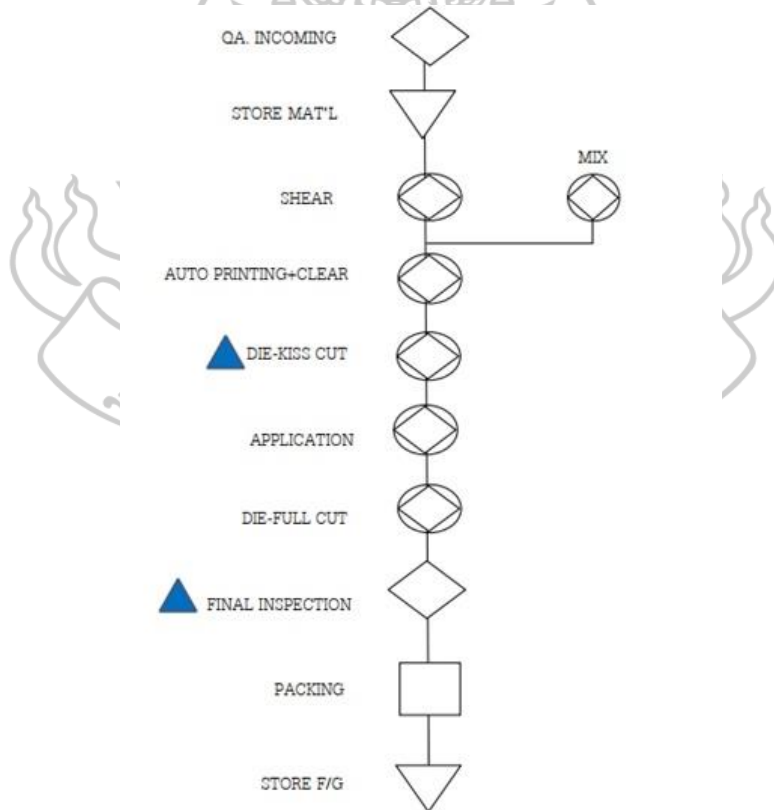 QA. INCOMING
STORE MAT'L
MIX
SHEAR
AUTO PRINTING+CLEAR
DIE-KISS CUT
APPLICATION
DIE-FULL CUT
FINAL INSPECTION
PACKING
STORE F/G